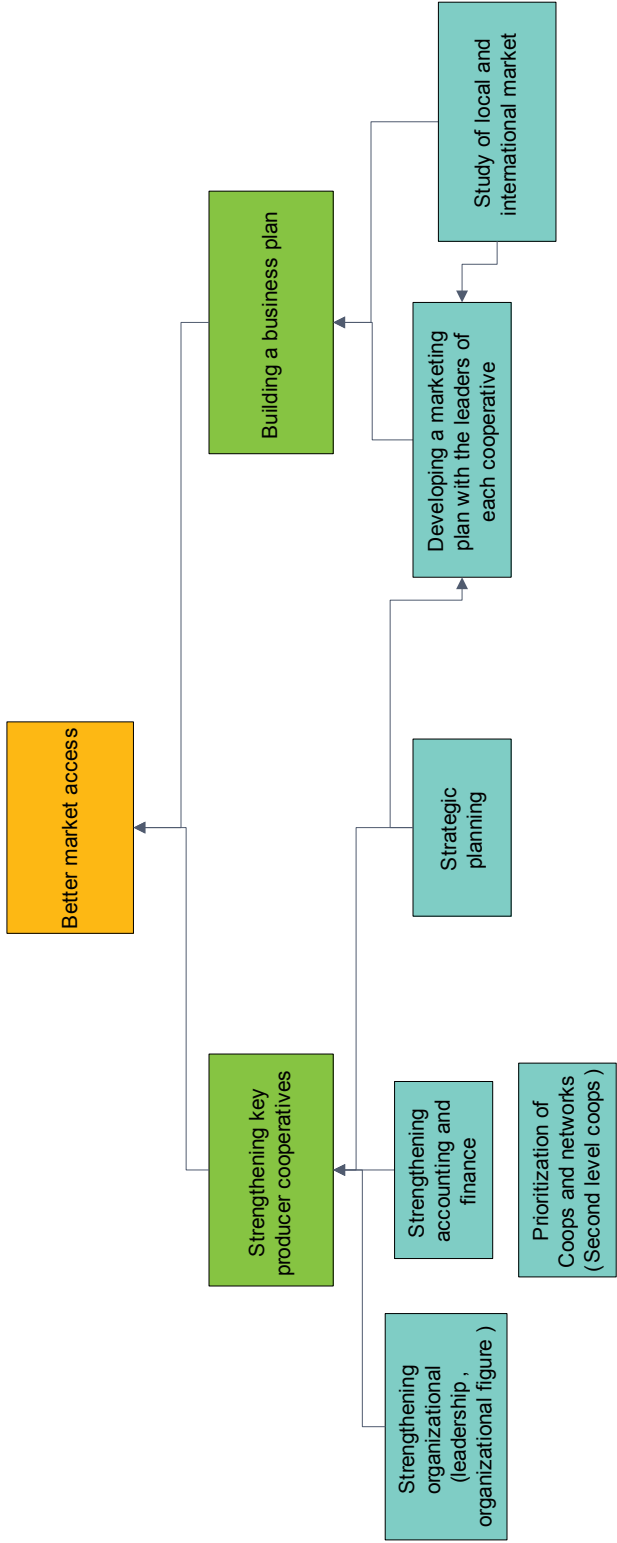 Better market access
Strengthening key
producer cooperatives
Building a business plan
Strengthening
organizational
(leadership ,
organizational figure )
Strengthening
accounting and
finance
Prioritization of
Coops and networks
( Second level coops )
Strategic
planning
Developing a marketing
plan with the leaders of
each cooperative
Study of local and
international market